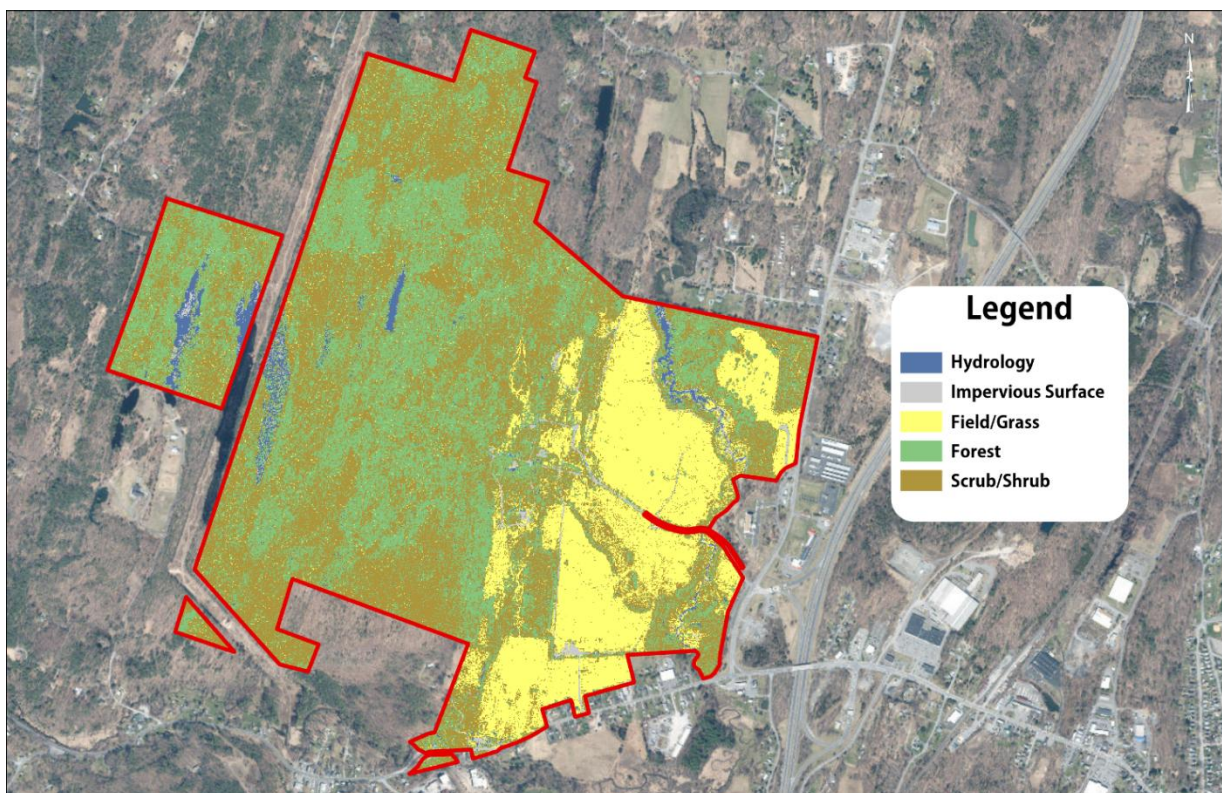 N
Legend
Hydrology
Impervious Surface
Field/Grass
Forest
Scrub/Shrub